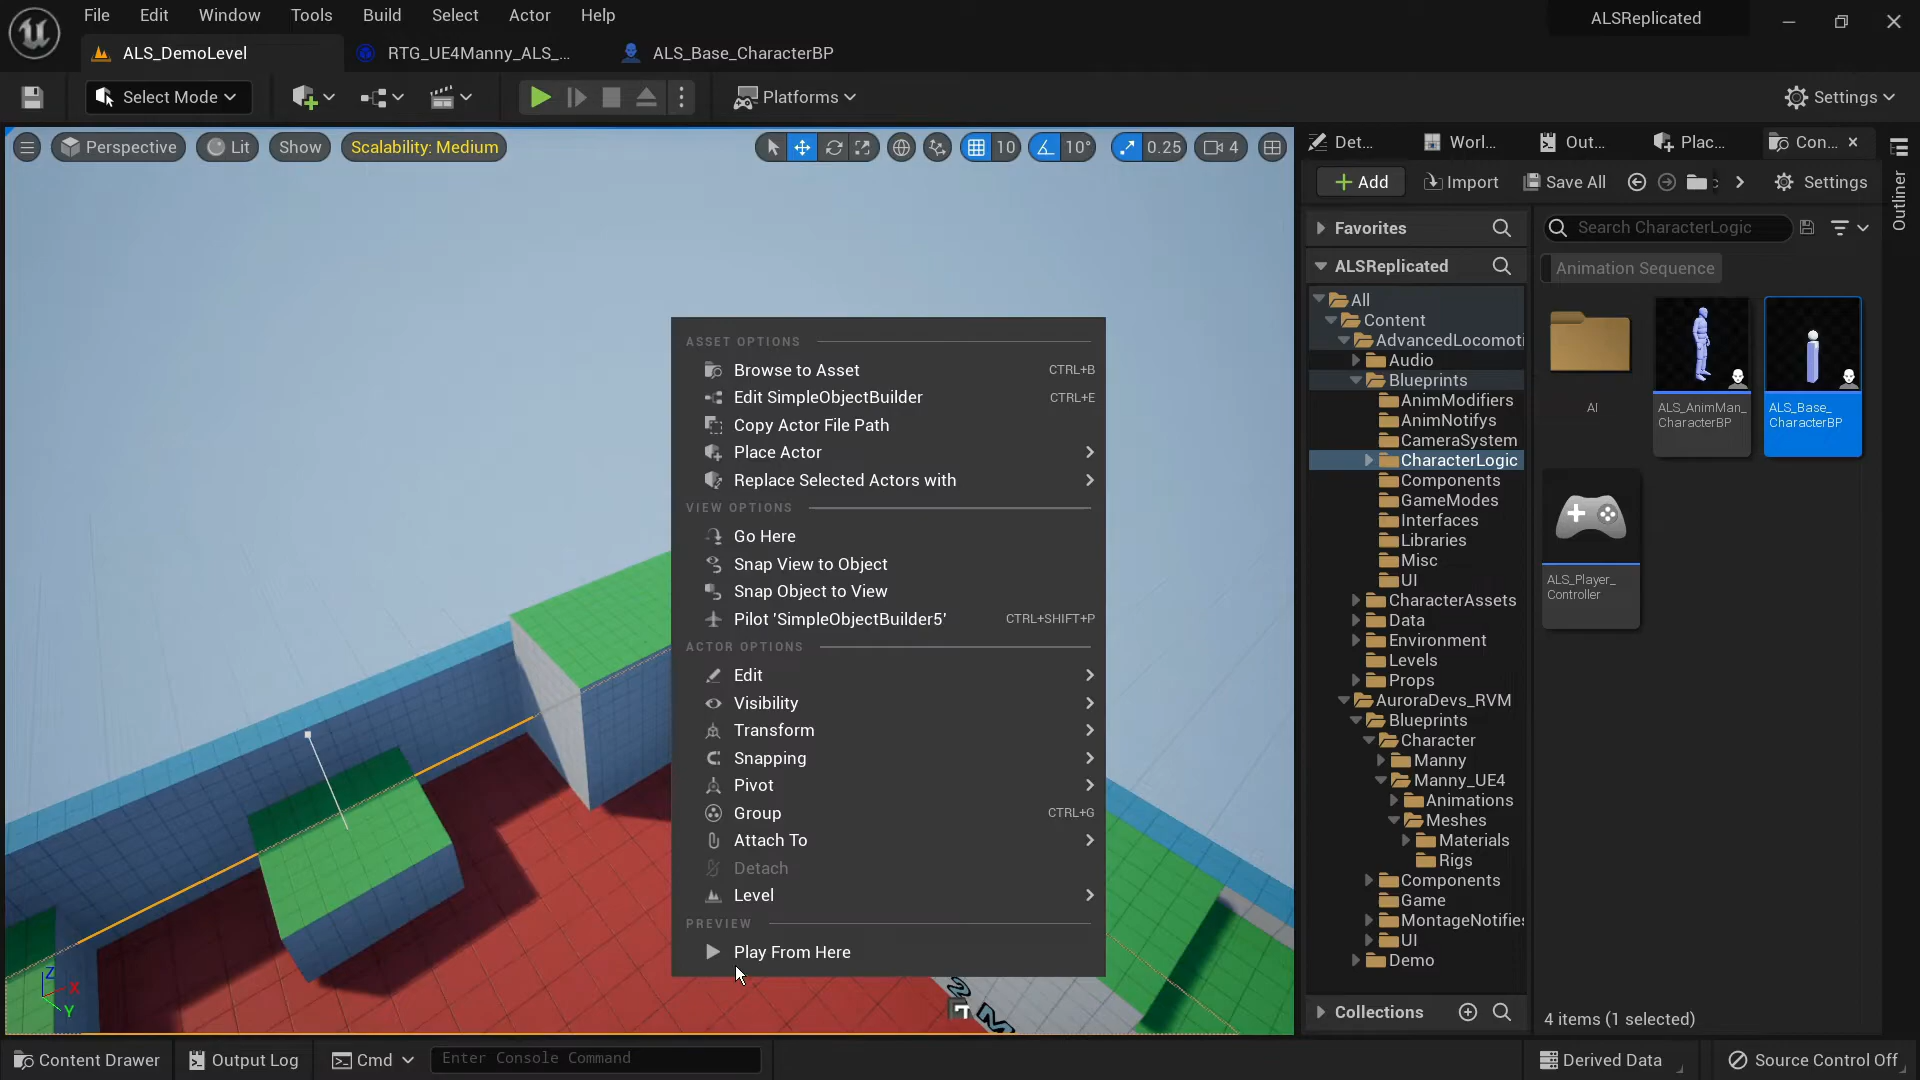 File Edit Window Tools Build Select Actor Help
ALSReplicated
ALS_DemoLevel
RTG_UE4Manny_ALS_...
ALS_Base_CharacterBP
Select Mode
Platforms
Settings
Perspective
Lit
Show
Scalability: Medium
10
10°
0.25
4
Det...
Worl...
Out...
Plac...
Con...
Outliner
Add
Import
Save All
Settings
Favorites
Search CharacterLogic
ALSReplicated
Animation Sequence
All
Content
AdvancedLocomoti
Audio
Blueprints
AnimModifiers
AnimNotifys
CameraSystem
CharacterLogic
Components
GameModes
Interfaces
Libraries
Misc
UI
CharacterAssets
Data
Environment
Levels
Props
AuroraDevs_RVM
Blueprints
Character
Manny
Manny_UE4
Animations
Meshes
Materials
Rigs
Components
Game
MontageNotifies
UI
Demo
Collections
AI
ALS_AnimMan_
CharacterBP
ALS_Base_
CharacterBP
ALS_Player_
Controller
4 items (1 selected)
ASSET OPTIONS
Browse to Asset CTRL+B
Edit SimpleObjectBuilder CTRL+E
Copy Actor File Path
Place Actor
Replace Selected Actors with
VIEW OPTIONS
Go Here
Snap View to Object
Snap Object to View
Pilot 'SimpleObjectBuilder5' CTRL+SHIFT+P
ACTOR OPTIONS
Edit
Visibility
Transform
Snapping
Pivot
Group CTRL+G
Attach To
Detach
Level
PREVIEW
Play From Here
Z
X
Y
Content Drawer
Output Log
Cmd
Enter Console Command
Derived Data
Source Control Off